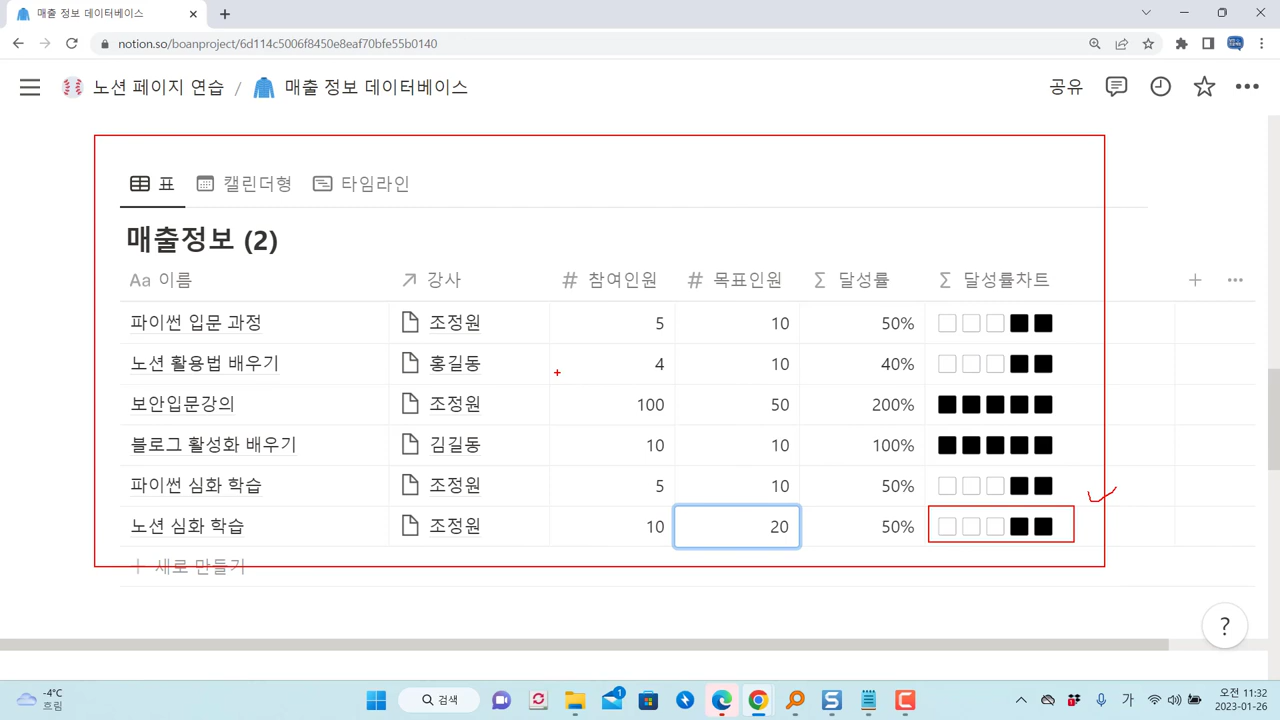 매출 정보 데이터베이스
notion.so/boanproject/6d114c5006f8450e8eaf70bfe55b0140
노션 페이지 연습 / 매출 정보 데이터베이스 공유
표 캘린더형 타임라인
매출정보 (2)
Aa 이름 강사 # 참여인원 # 목표인원 Σ 달성률 Σ 달성률차트
파이썬 입문 과정 조정원 5 10 50%
노션 활용법 배우기 홍길동 4 10 40%
보안입문강의 조정원 100 50 200%
블로그 활성화 배우기 김길동 10 10 100%
파이썬 심화 학습 조정원 5 10 50%
노션 심화 학습 조정원 10 20 50%
+ 새로 만들기
?
-4°C
흐림
검색
1
가
오전 11:32
2023-01-26